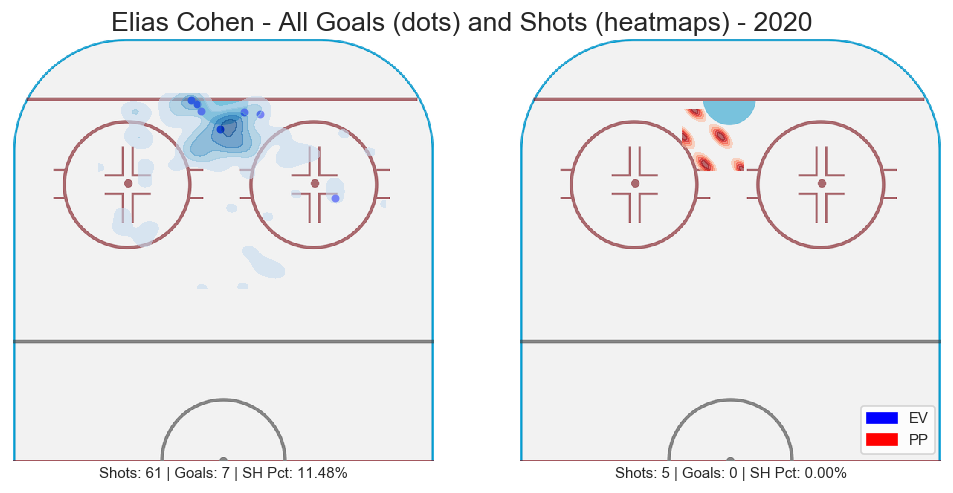 Elias Cohen - All Goals (dots) and Shots (heatmaps) - 2020
EV
PP
Shots: 61 | Goals: 7 | SH Pct: 11.48%
Shots: 5 | Goals: 0 | SH Pct: 0.00%